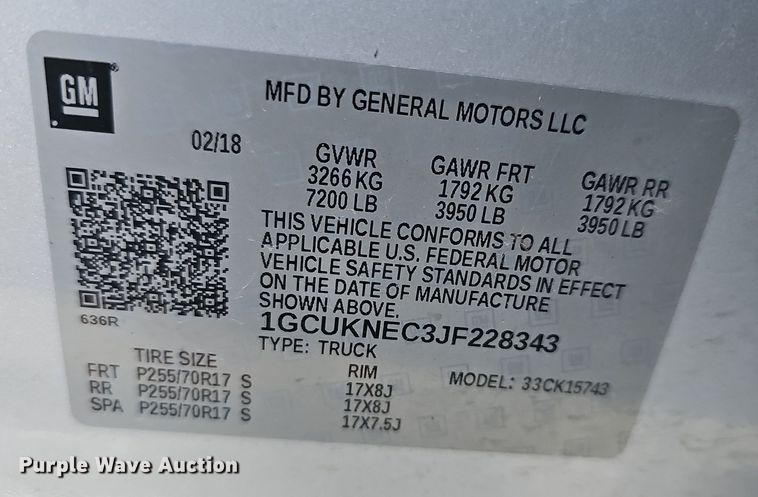 GM
MFD BY GENERAL MOTORS LLC
02/18
GVWR GAWR FRT GAWR RR
3266 KG 1792 KG 1792 KG
7200 LB 3950 LB 3950 LB
THIS VEHICLE CONFORMS TO ALL
APPLICABLE U.S. FEDERAL MOTOR
VEHICLE SAFETY STANDARDS IN EFFECT
ON THE DATE OF MANUFACTURE
SHOWN ABOVE.
636R
1GCUKNEC3JF228343
TYPE: TRUCK
TIRE SIZE RIM MODEL: 33CK15743
FRT P255/70R17 S 17X8J
RR P255/70R17 S 17X8J
SPA P255/70R17 S 17X7.5J
Purple Wave Auction